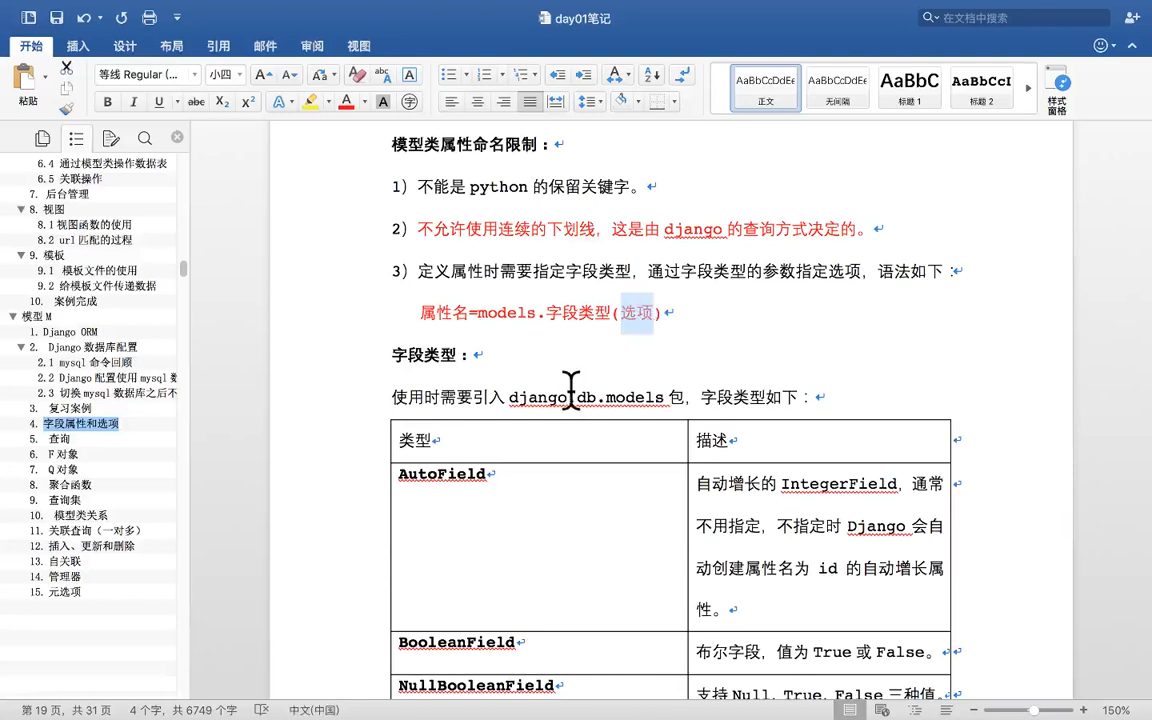 day01笔记
在文档中搜索
开始 插入 设计 布局 引用 邮件 审阅 视图
粘贴
等线 Regular (... 小四
AaBbCcDdEe 正文
AaBbCcDdEe 无间隔
AaBbC 标题 1
AaBbCcI 标题 2
样式
窗格
6.4 通过模型类操作数据表
6.5 关联操作
7. 后台管理
8. 视图
8.1 视图函数的使用
8.2 url 匹配的过程
9. 模板
9.1 模板文件的使用
9.2 给模板文件传递数据
10. 案例完成
模型 M
1. Django ORM
2. Django 数据库配置
2.1 mysql 命令回顾
2.2 Django 配置使用 mysql 数
2.3 切换 mysql 数据库之后不
3. 复习案例
4. 字段属性和选项
5. 查询
6. F 对象
7. Q 对象
8. 聚合函数
9. 查询集
10. 模型类关系
11. 关联查询（一对多）
12. 插入、更新和删除
13. 自关联
14. 管理器
15. 元选项
模型类属性命名限制：
1）不能是 python 的保留关键字。
2）不允许使用连续的下划线，这是由 django 的查询方式决定的。
3）定义属性时需要指定字段类型，通过字段类型的参数指定选项，语法如下：
属性名=models.字段类型(选项)
字段类型：
使用时需要引入 django.db.models 包，字段类型如下：
类型 描述
AutoField 自动增长的 IntegerField，通常
不用指定，不指定时 Django 会自
动创建属性名为 id 的自动增长属
性。
BooleanField 布尔字段，值为 True 或 False。
NullBooleanField 支持 Null、True、False 三种值。
第 19 页，共 31 页 4 个字，共 6749 个字 中文(中国) 150%